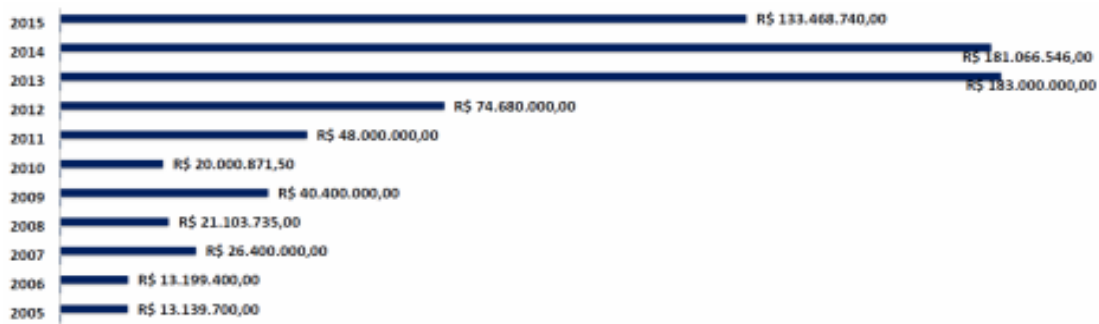 2015 R$ 133.468.740,00
2014 R$ 181.066.546,00
2013 R$ 183.000.000,00
2012 R$ 74.680.000,00
2011 R$ 48.000.000,00
2010 R$ 20.000.871,50
2009 R$ 40.400.000,00
2008 R$ 21.103.735,00
2007 R$ 26.400.000,00
2006 R$ 13.199.400,00
2005 R$ 13.139.700,00